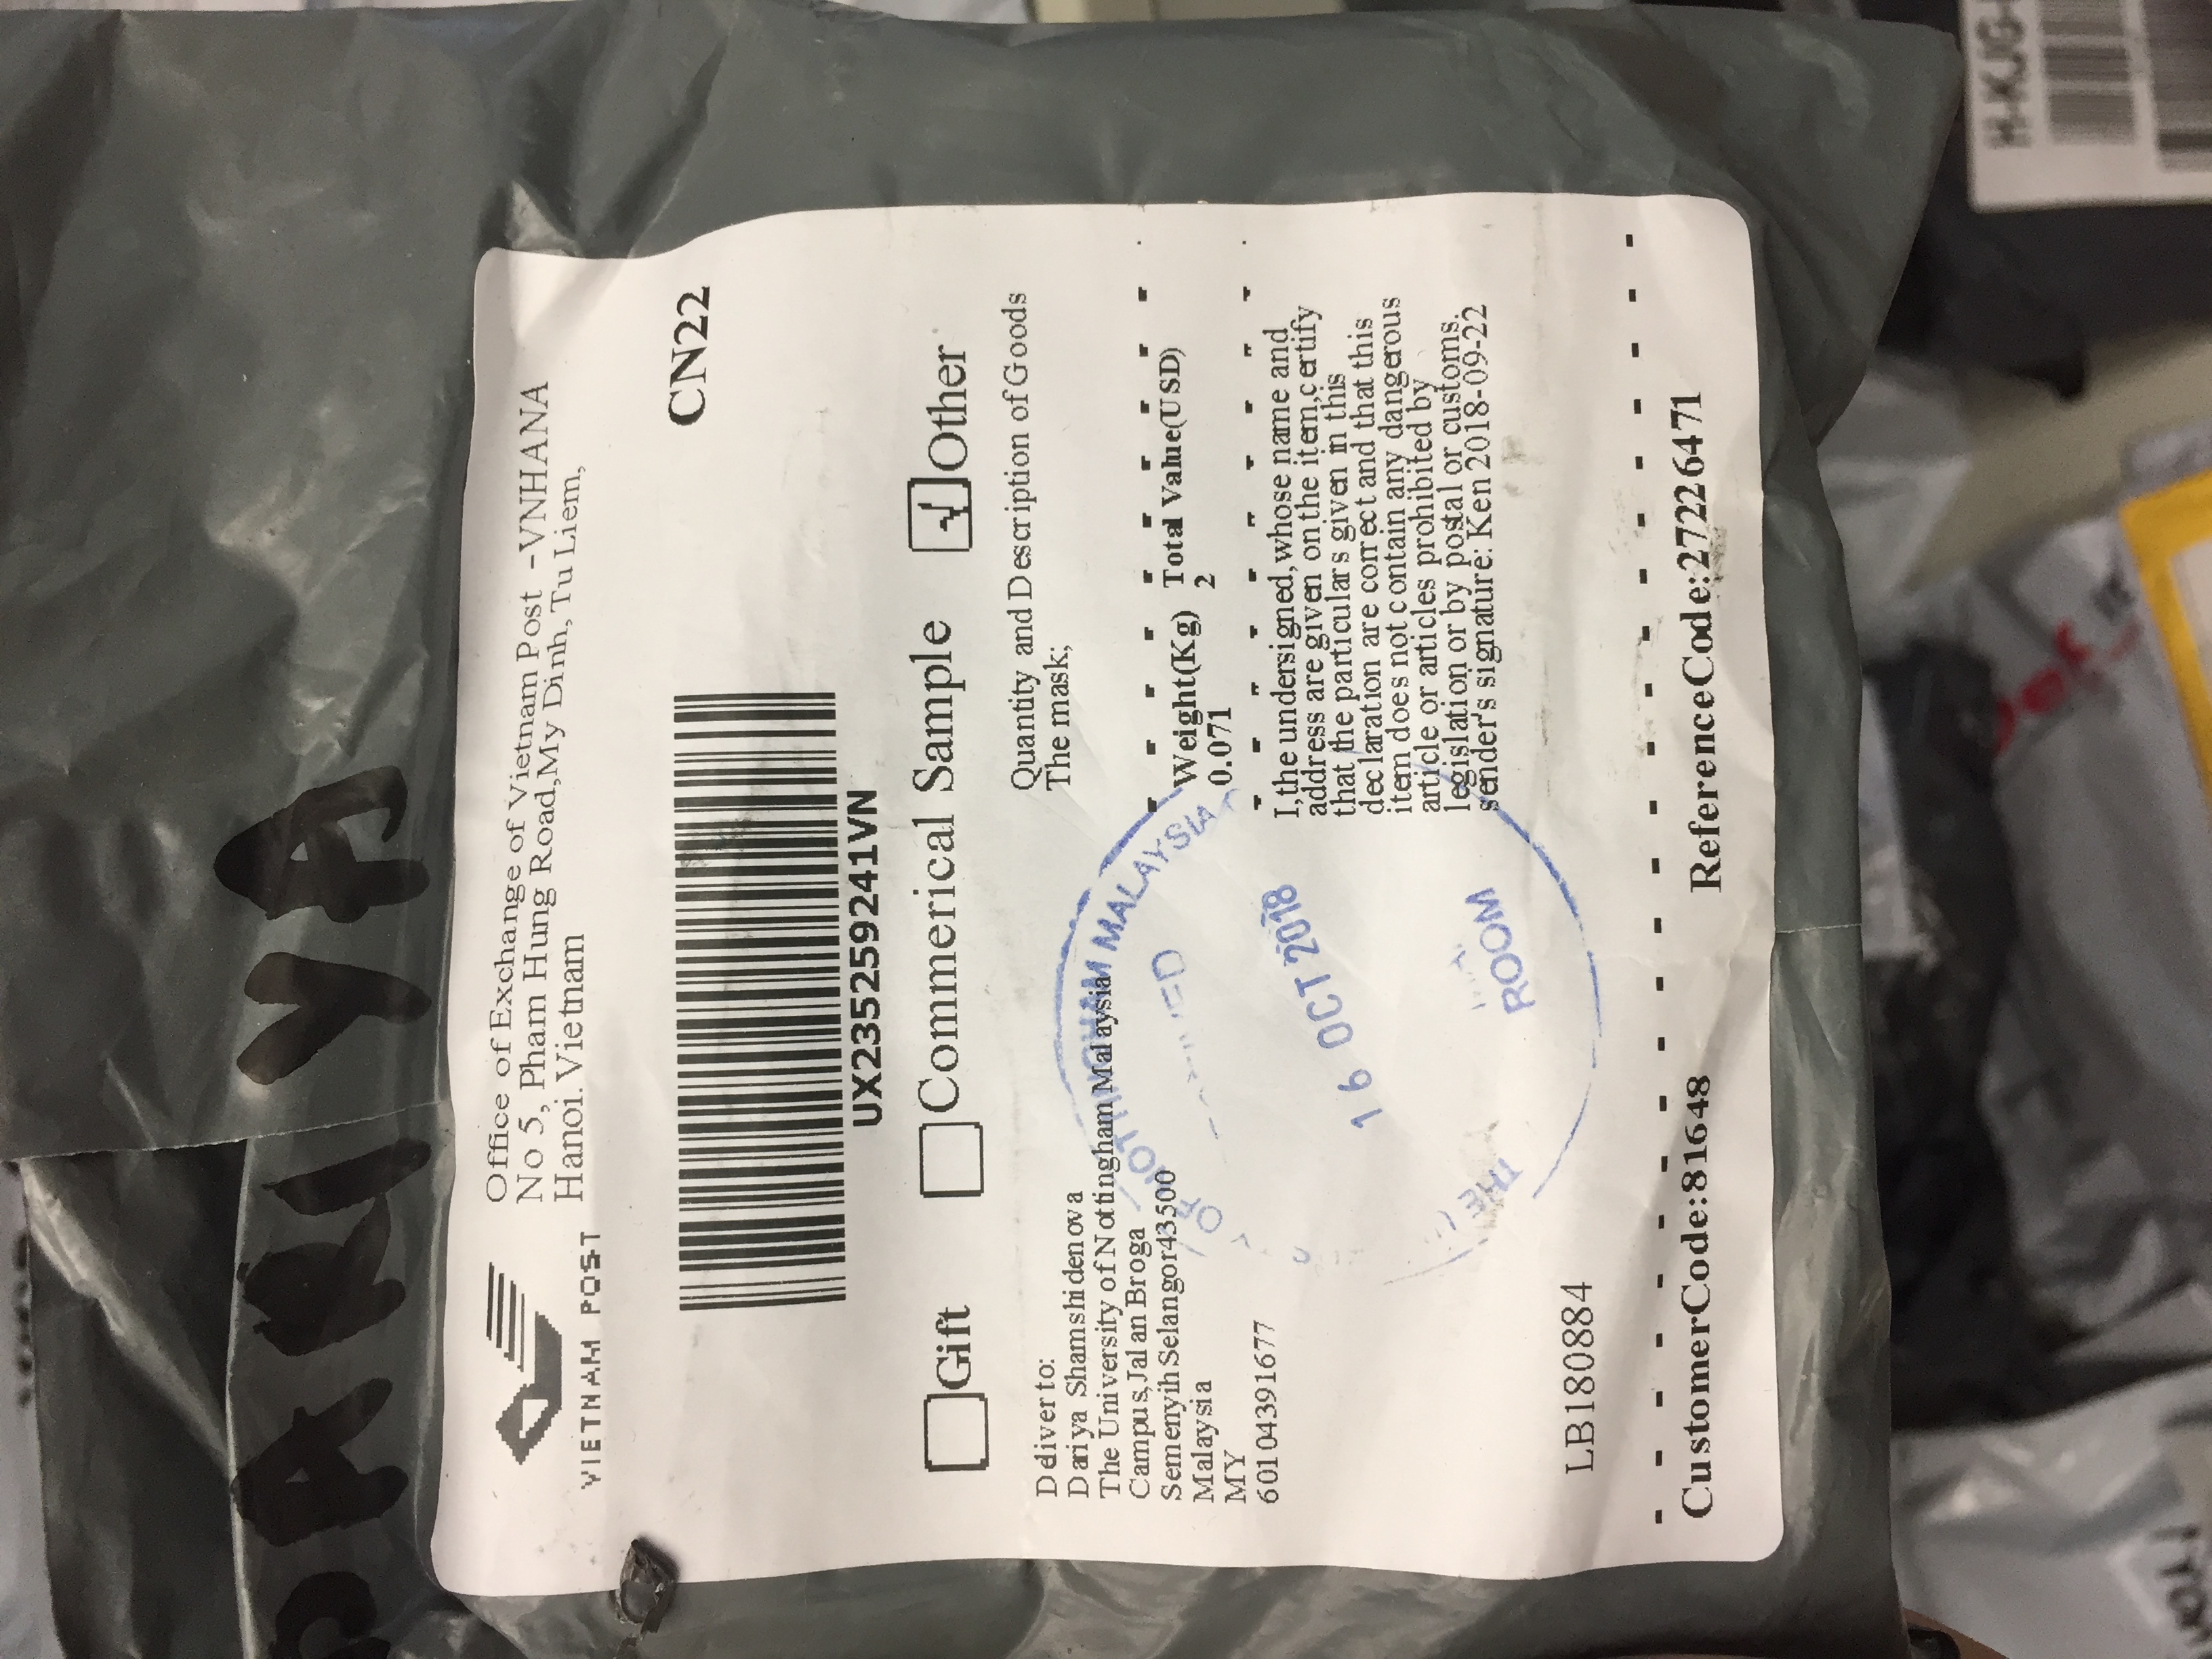 DARIYA
VIETNAM POST
Office of Exchange of Vietnam Post -VNHANA
No 5, Pham Hung Road,My Dinh, Tu Liem,
Hanoi. Vietnam
CN22
UX235259241VN
Gift
Commerical Sample
Other
Deliver to:
Dariya Shamshidenova
The University of Nottingham Malaysia
Campus,Jalan Broga
Semenyih Selangor43500
Malaysia
MY
60104391677
Quantity and Description of Goods
The mask;
Weight(Kg) Total Value(USD)
0.071 2
I,the undersigned,whose name and
address are given on the item,certify
that the particulars given in this
declaration are correct and that this
item does not contain any dangerous
article or articles prohibited by
legislation or by postal or customs.
sender's signature: Ken 2018-09-22
THE OF NOTTINGHAM MALAYSIA
16 OCT 2018
ROOM
LB180884
CustomerCode:81648
ReferenceCode:27226471
H-KJG-